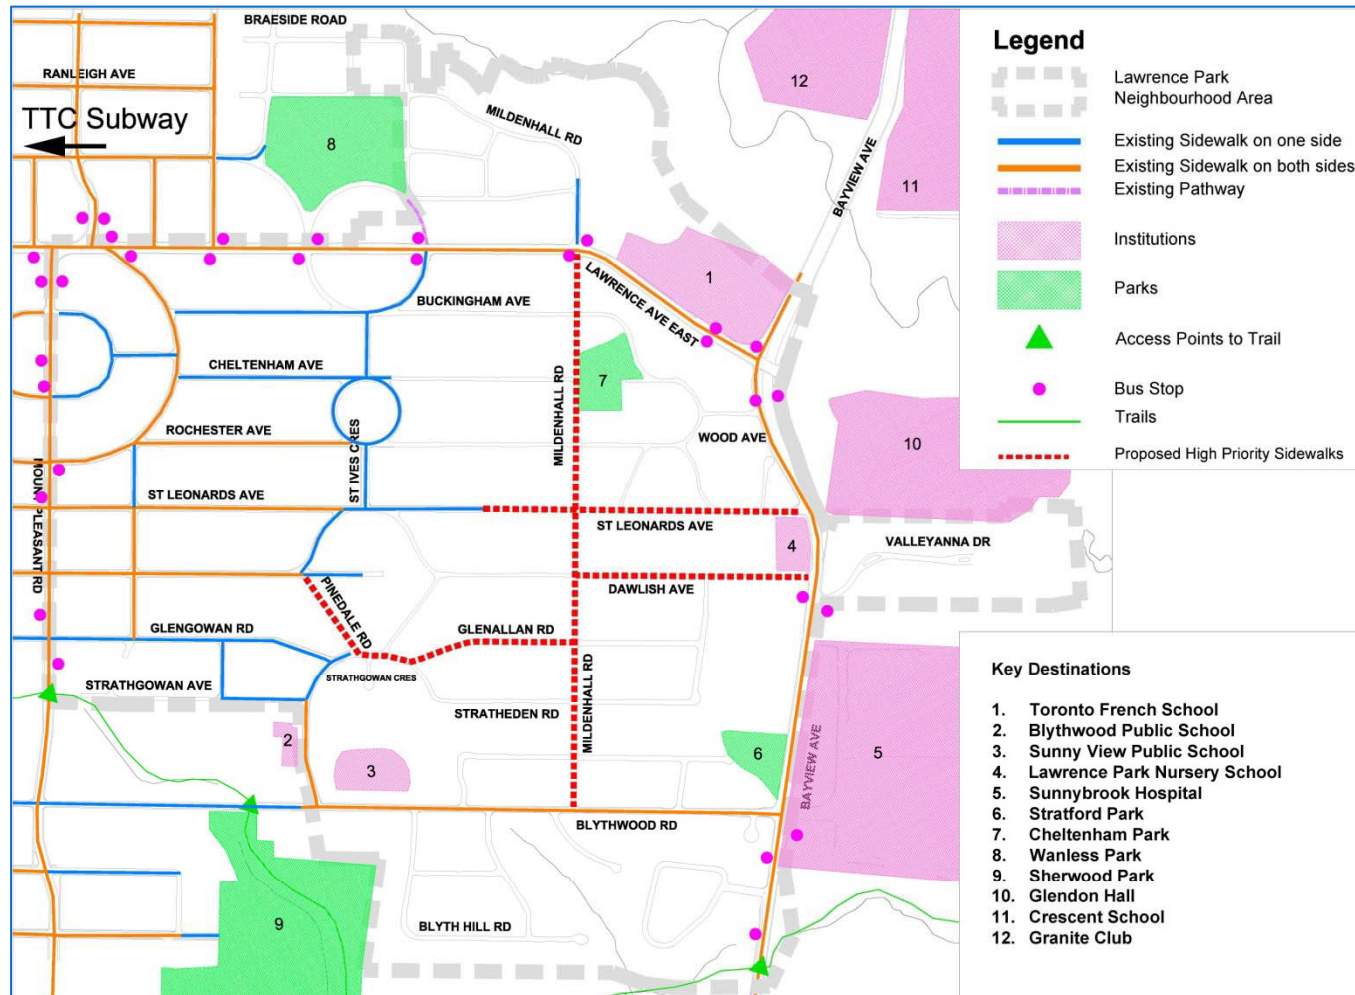 BRAESIDE ROAD
RANLEIGH AVE
TTC Subway
8
MILDENHALL RD
12
11
BAYVIEW AVE
1
LAWRENCE AVE EAST
BUCKINGHAM AVE
CHELTENHAM AVE
7
MILDENHALL RD
ROCHESTER AVE
ST IVES CRES
WOOD AVE
10
MOUNT PLEASANT RD
ST LEONARDS AVE
ST LEONARDS AVE
4
VALLEYANNA DR
PINEDALE RD
DAWLISH AVE
GLENGOWAN RD
GLENALLAN RD
STRATHGOWAN CRES
STRATHGOWAN AVE
STRATHEDEN RD
MILDENHALL RD
2
3
6
BAYVIEW AVE
5
BLYTHWOOD RD
9
BLYTH HILL RD
Legend
Lawrence Park
Neighbourhood Area
Existing Sidewalk on one side
Existing Sidewalk on both sides
Existing Pathway
Institutions
Parks
Access Points to Trail
Bus Stop
Trails
Proposed High Priority Sidewalks
Key Destinations
1. Toronto French School
2. Blythwood Public School
3. Sunny View Public School
4. Lawrence Park Nursery School
5. Sunnybrook Hospital
6. Stratford Park
7. Cheltenham Park
8. Wanless Park
9. Sherwood Park
10. Glendon Hall
11. Crescent School
12. Granite Club